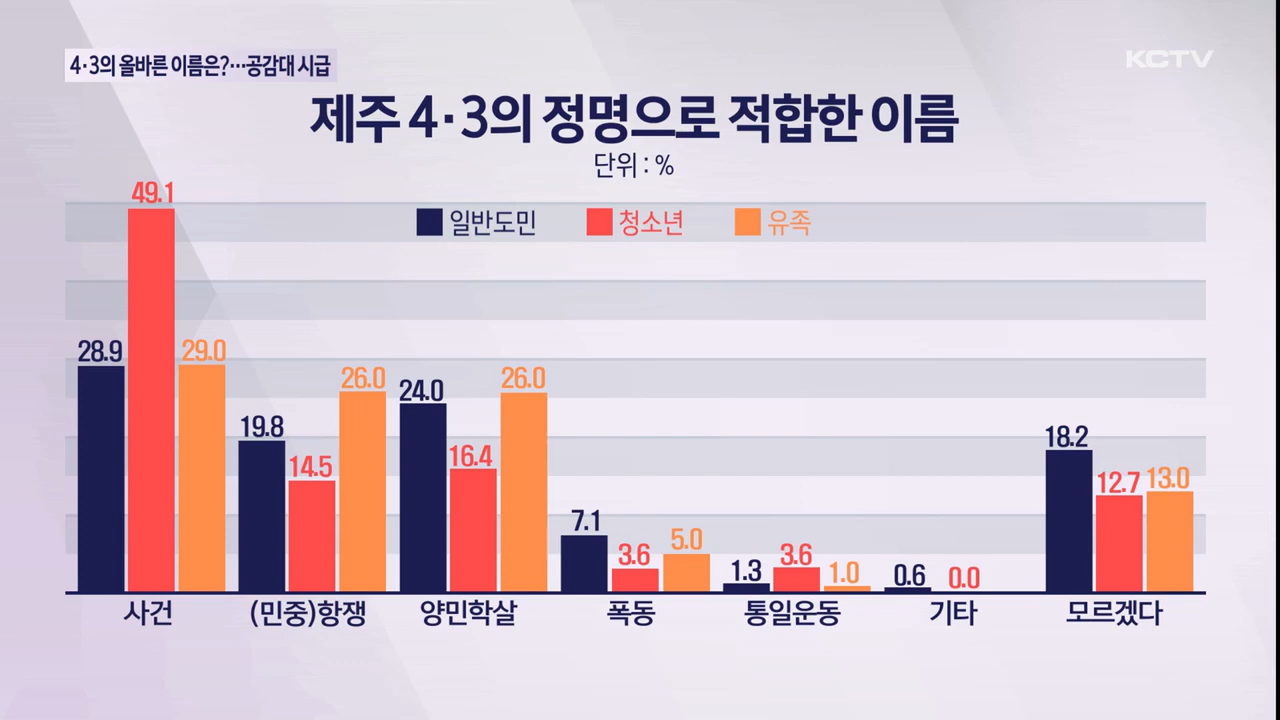 4·3의 올바른 이름은?…공감대 시급
KCTV
제주 4·3의 정명으로 적합한 이름
단위 : %
일반도민 청소년 유족
28.9 49.1 29.0
19.8 14.5 26.0
24.0 16.4 26.0
7.1 3.6 5.0
1.3 3.6 1.0
0.6 0.0
18.2 12.7 13.0
사건 (민중)항쟁 양민학살 폭동 통일운동 기타 모르겠다